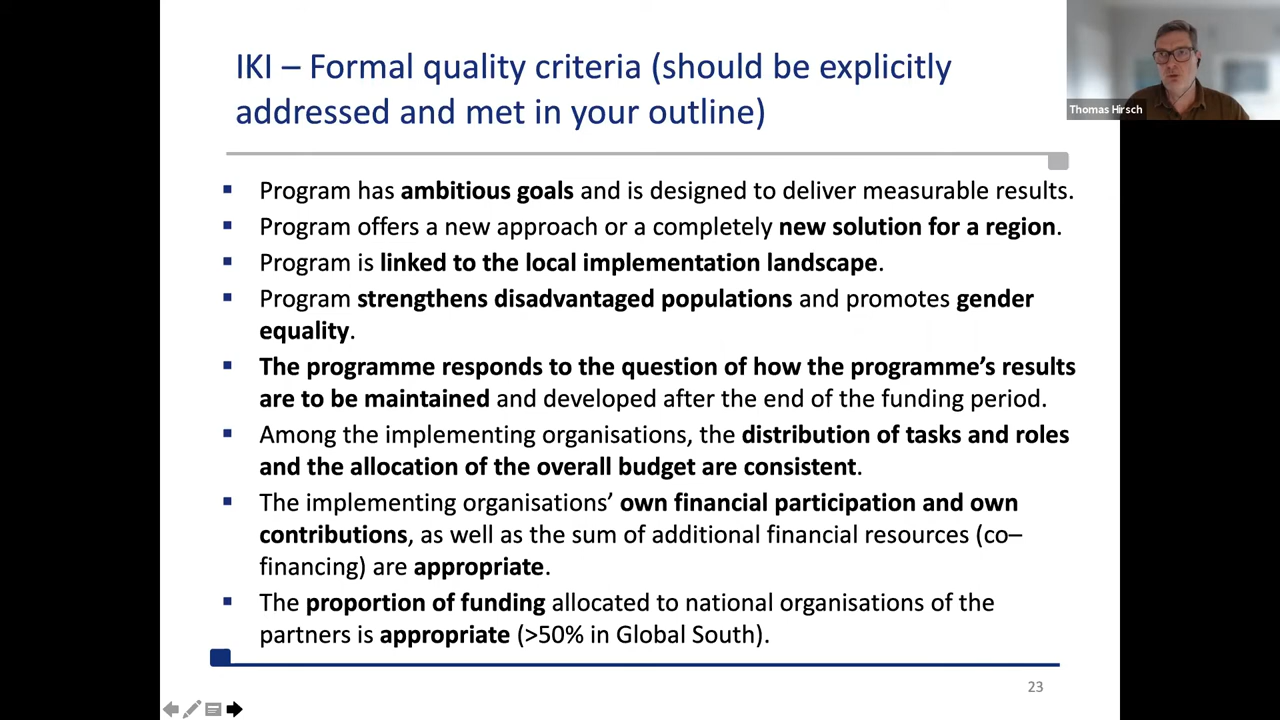 IKI – Formal quality criteria (should be explicitly
addressed and met in your outline)
Thomas Hirsch
▪ Program has ambitious goals and is designed to deliver measurable results.
▪ Program offers a new approach or a completely new solution for a region.
▪ Program is linked to the local implementation landscape.
▪ Program strengthens disadvantaged populations and promotes gender
equality.
▪ The programme responds to the question of how the programme’s results
are to be maintained and developed after the end of the funding period.
▪ Among the implementing organisations, the distribution of tasks and roles
and the allocation of the overall budget are consistent.
▪ The implementing organisations’ own financial participation and own
contributions, as well as the sum of additional financial resources (co–
financing) are appropriate.
▪ The proportion of funding allocated to national organisations of the
partners is appropriate (>50% in Global South).
23